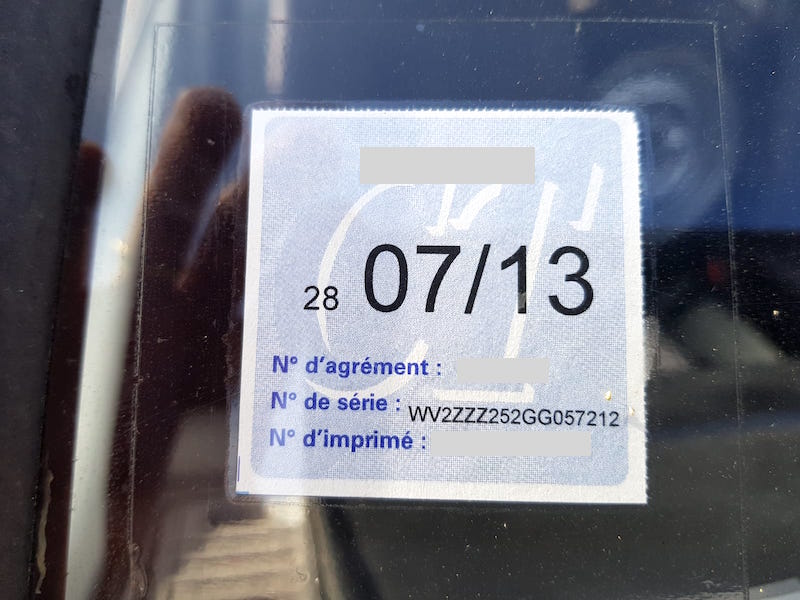 28 07/13
N° d'agrément :
N° de série : WV2ZZZ252GG057212
N° d'imprimé :